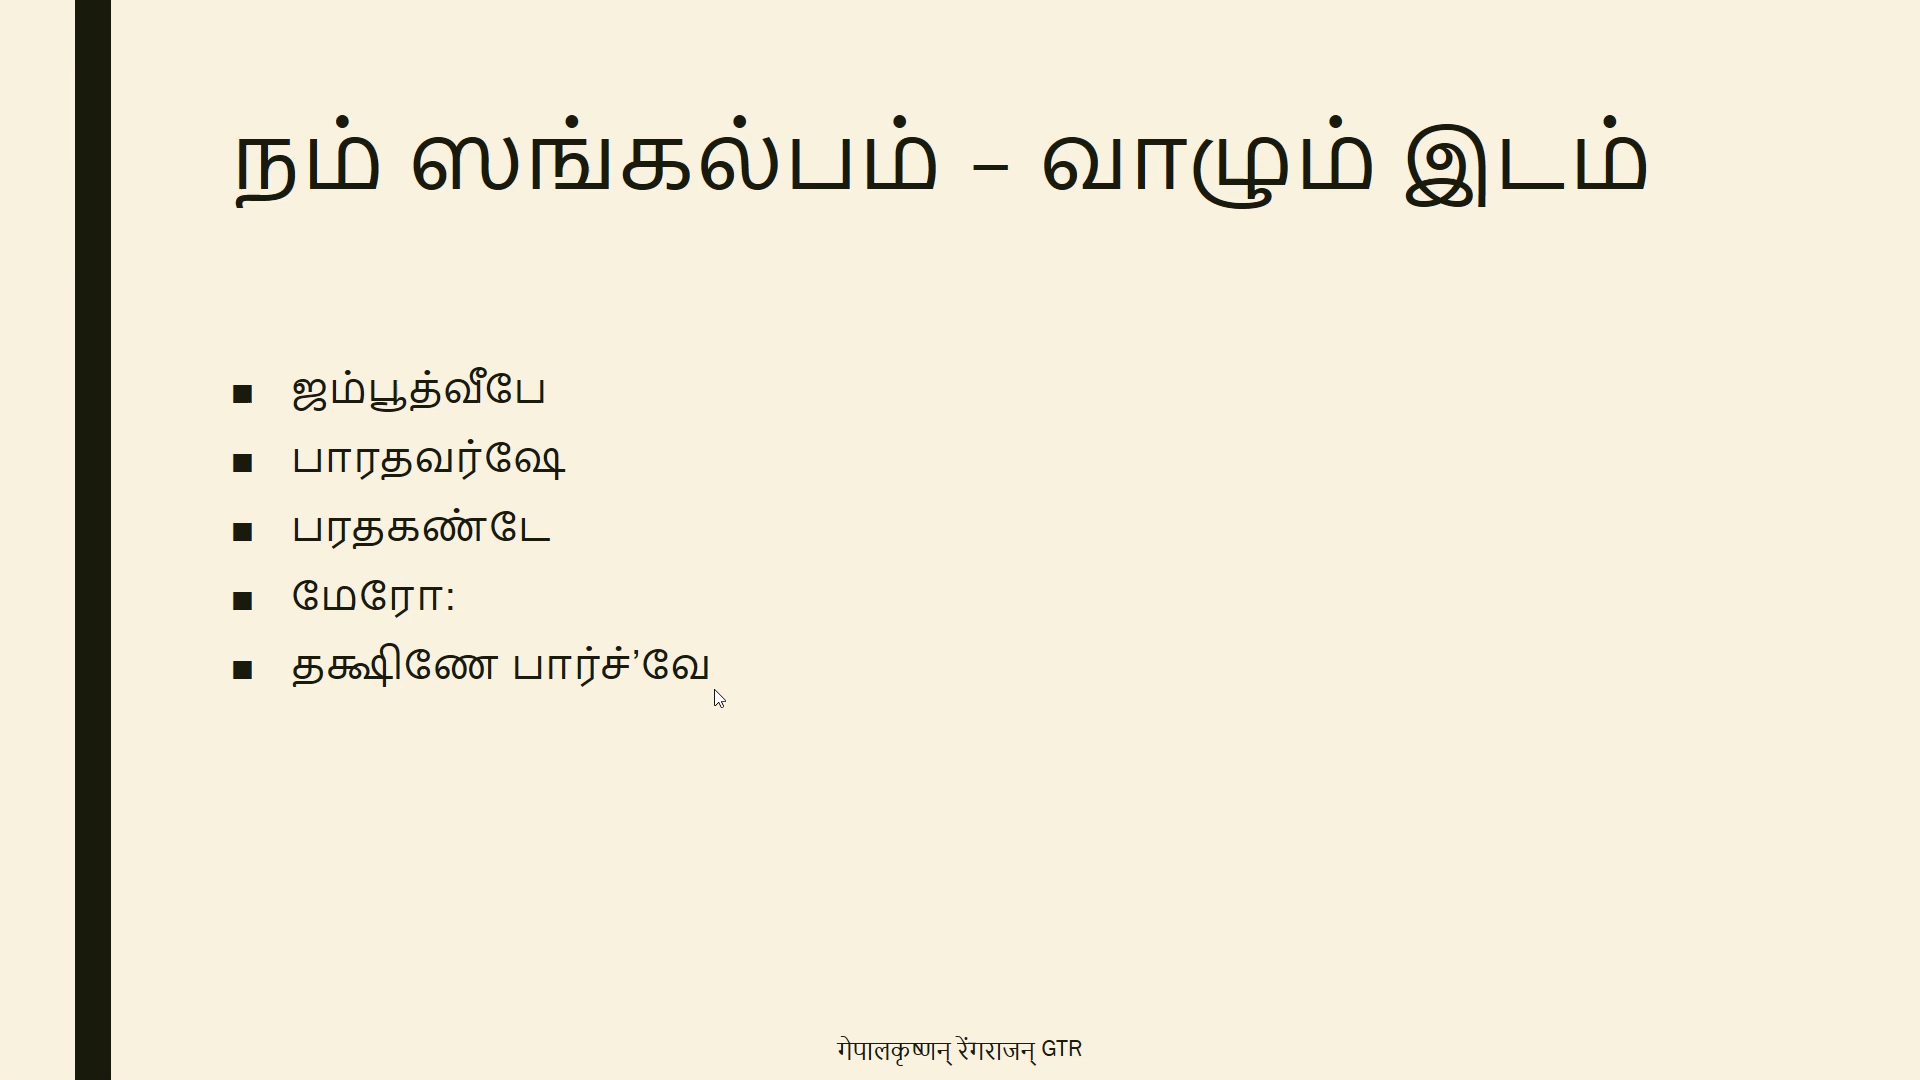 நம் ஸங்கல்பம் – வாழும் இடம்
ஜம்பூத்வீபே
பாரதவர்ஷே
பரதகண்டே
மேரோ:
தக்ஷிணே பார்ச்’வே
गोपालकृष्णन् रेंगराजन् GTR